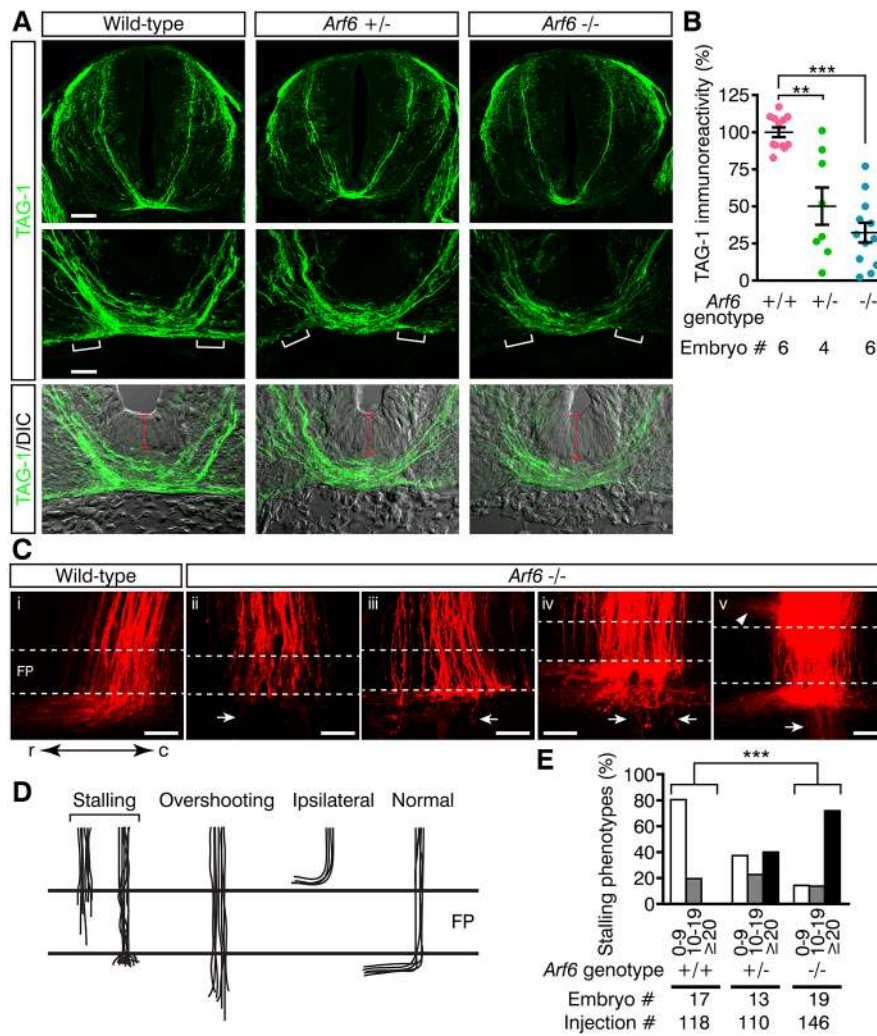 A
Wild-type
Arf6 +/-
Arf6 -/-
TAG-1
TAG-1/DIC
B
TAG-1 immunoreactivity (%)
***
**
125
100
75
50
25
0
Arf6 genotype
+/+ +/- -/-
Embryo # 6 4 6
C
Wild-type
Arf6 -/-
i
ii
iii
iv
v
FP
r c
D
Stalling
Overshooting
Ipsilateral
Normal
FP
E
Stalling phenotypes (%)
***
80
60
40
20
0
0-9
10-19
≥20
0-9
10-19
≥20
0-9
10-19
≥20
Arf6 genotype +/+ +/- -/-
Embryo # 17 13 19
Injection # 118 110 146